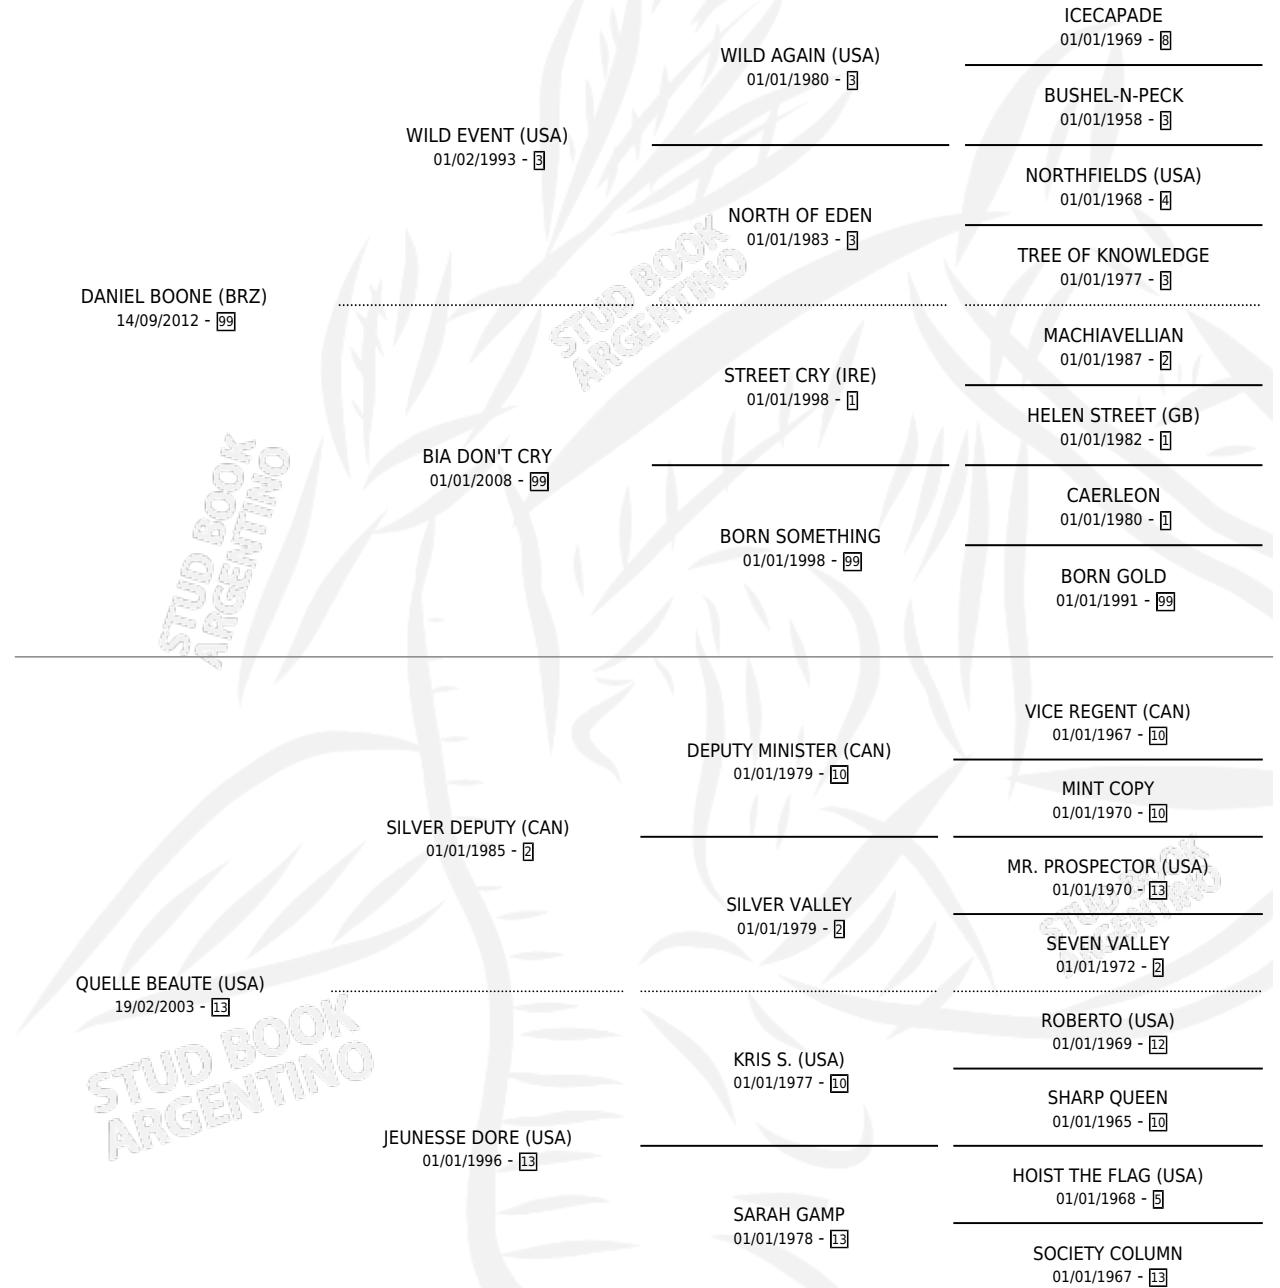 ICECAPADE
01/01/1969 - 8
WILD AGAIN (USA)
01/01/1980 - 3
BUSHEL-N-PECK
01/01/1958 - 3
WILD EVENT (USA)
01/02/1993 - 3
NORTHFIELDS (USA)
01/01/1968 - 4
NORTH OF EDEN
01/01/1983 - 3
TREE OF KNOWLEDGE
01/01/1977 - 3
DANIEL BOONE (BRZ)
14/09/2012 - 99
MACHIAVELLIAN
01/01/1987 - 2
STREET CRY (IRE)
01/01/1998 - 1
HELEN STREET (GB)
01/01/1982 - 1
BIA DON'T CRY
01/01/2008 - 99
CAERLEON
01/01/1980 - 1
BORN SOMETHING
01/01/1998 - 99
BORN GOLD
01/01/1991 - 99
VICE REGENT (CAN)
01/01/1967 - 10
DEPUTY MINISTER (CAN)
01/01/1979 - 10
MINT COPY
01/01/1970 - 10
SILVER DEPUTY (CAN)
01/01/1985 - 2
MR. PROSPECTOR (USA)
01/01/1970 - 13
SILVER VALLEY
01/01/1979 - 2
SEVEN VALLEY
01/01/1972 - 2
QUELLE BEAUTE (USA)
19/02/2003 - 13
ROBERTO (USA)
01/01/1969 - 12
KRIS S. (USA)
01/01/1977 - 10
SHARP QUEEN
01/01/1965 - 10
JEUNESSE DORE (USA)
01/01/1996 - 13
HOIST THE FLAG (USA)
01/01/1968 - 5
SARAH GAMP
01/01/1978 - 13
SOCIETY COLUMN
01/01/1967 - 13
STUD BOOK
ARGENTINO
STUD BOOK
ARGENTINO
STUD BOOK
ARGENTINO
STUD BOOK
ARGENTINO